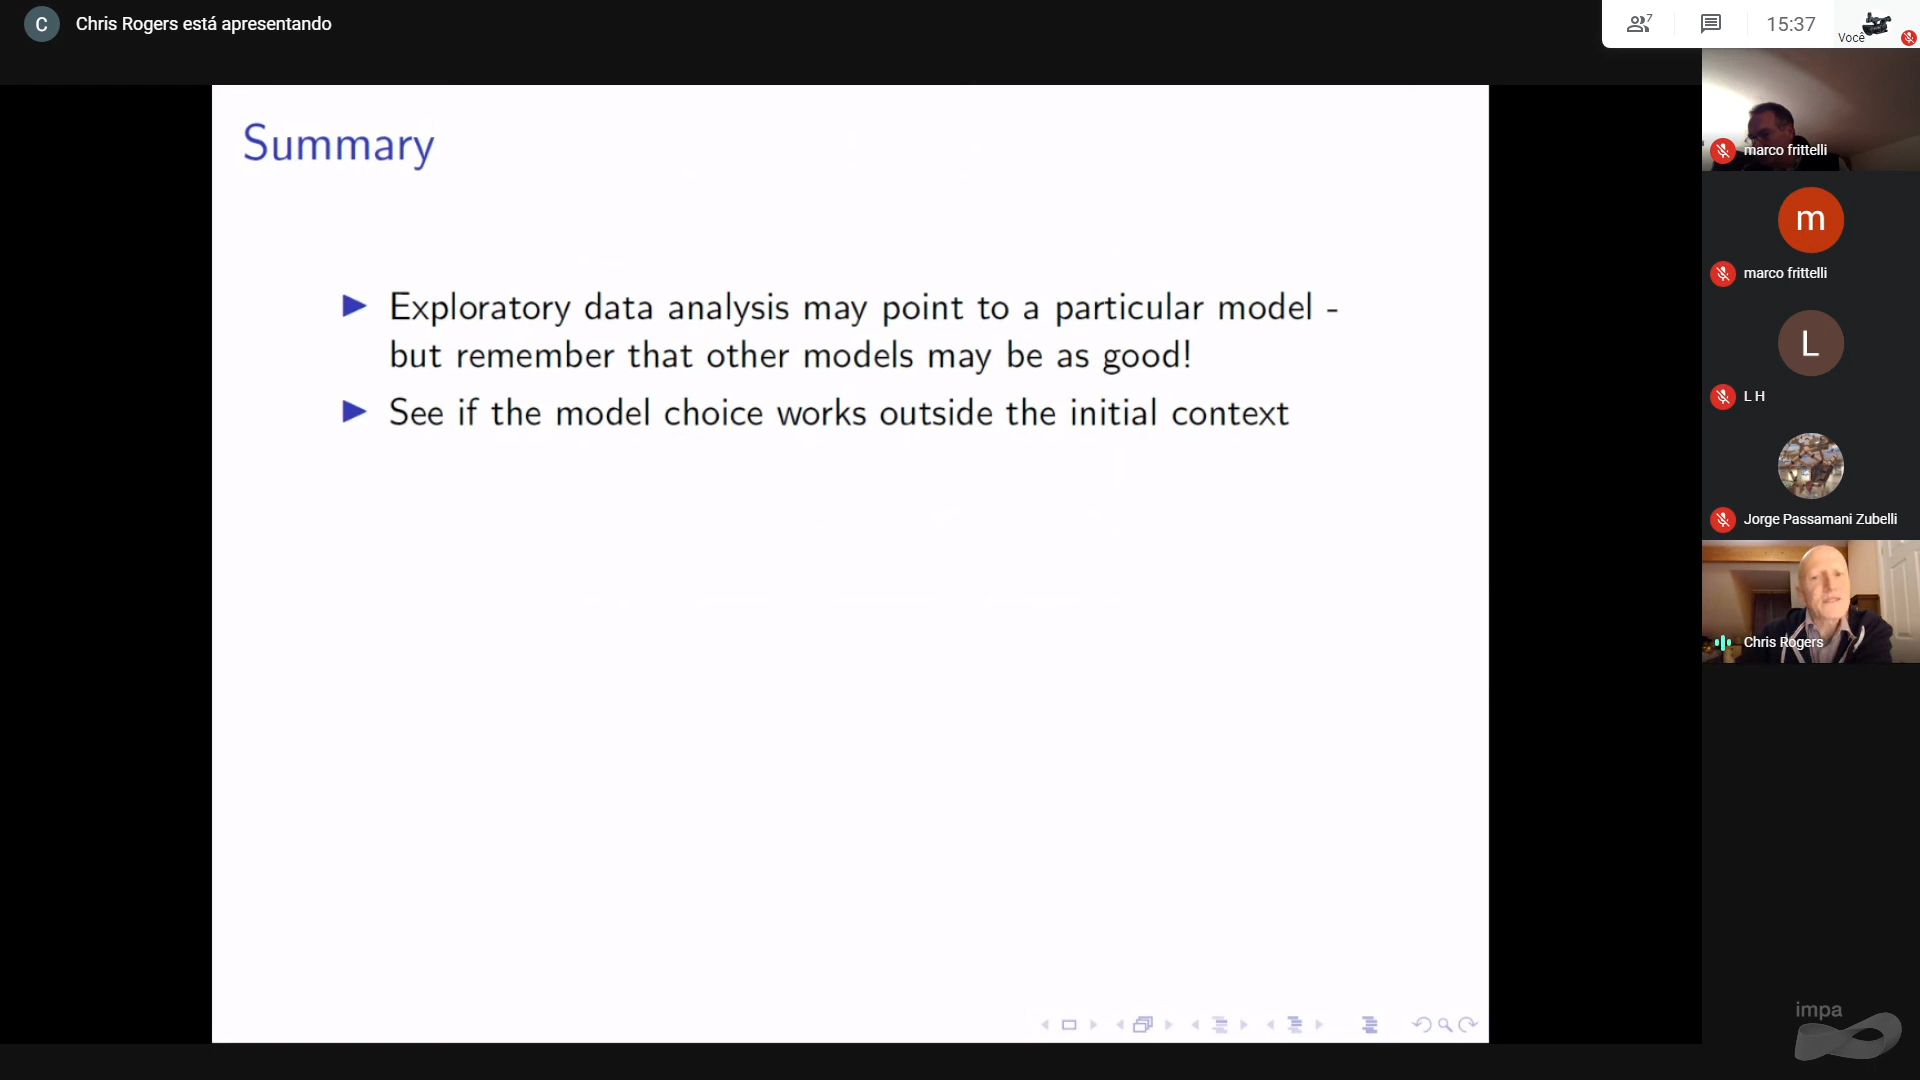 C Chris Rogers está apresentando
7
15:37
Você
Summary
Exploratory data analysis may point to a particular model -
but remember that other models may be as good!
See if the model choice works outside the initial context
marco frittelli
m
marco frittelli
L
L H
Jorge Passamani Zubelli
Chris Rogers
impa